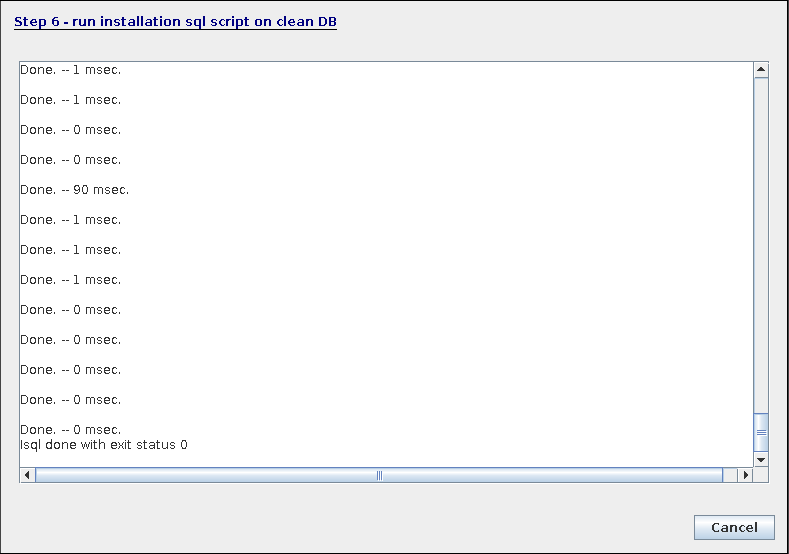 Step 6 - run installation sql script on clean DB
Done. -- 1 msec.
Done. -- 1 msec.
Done. -- 0 msec.
Done. -- 0 msec.
Done. -- 90 msec.
Done. -- 1 msec.
Done. -- 1 msec.
Done. -- 1 msec.
Done. -- 0 msec.
Done. -- 0 msec.
Done. -- 0 msec.
Done. -- 0 msec.
Done. -- 0 msec.
Isql done with exit status 0
Cancel